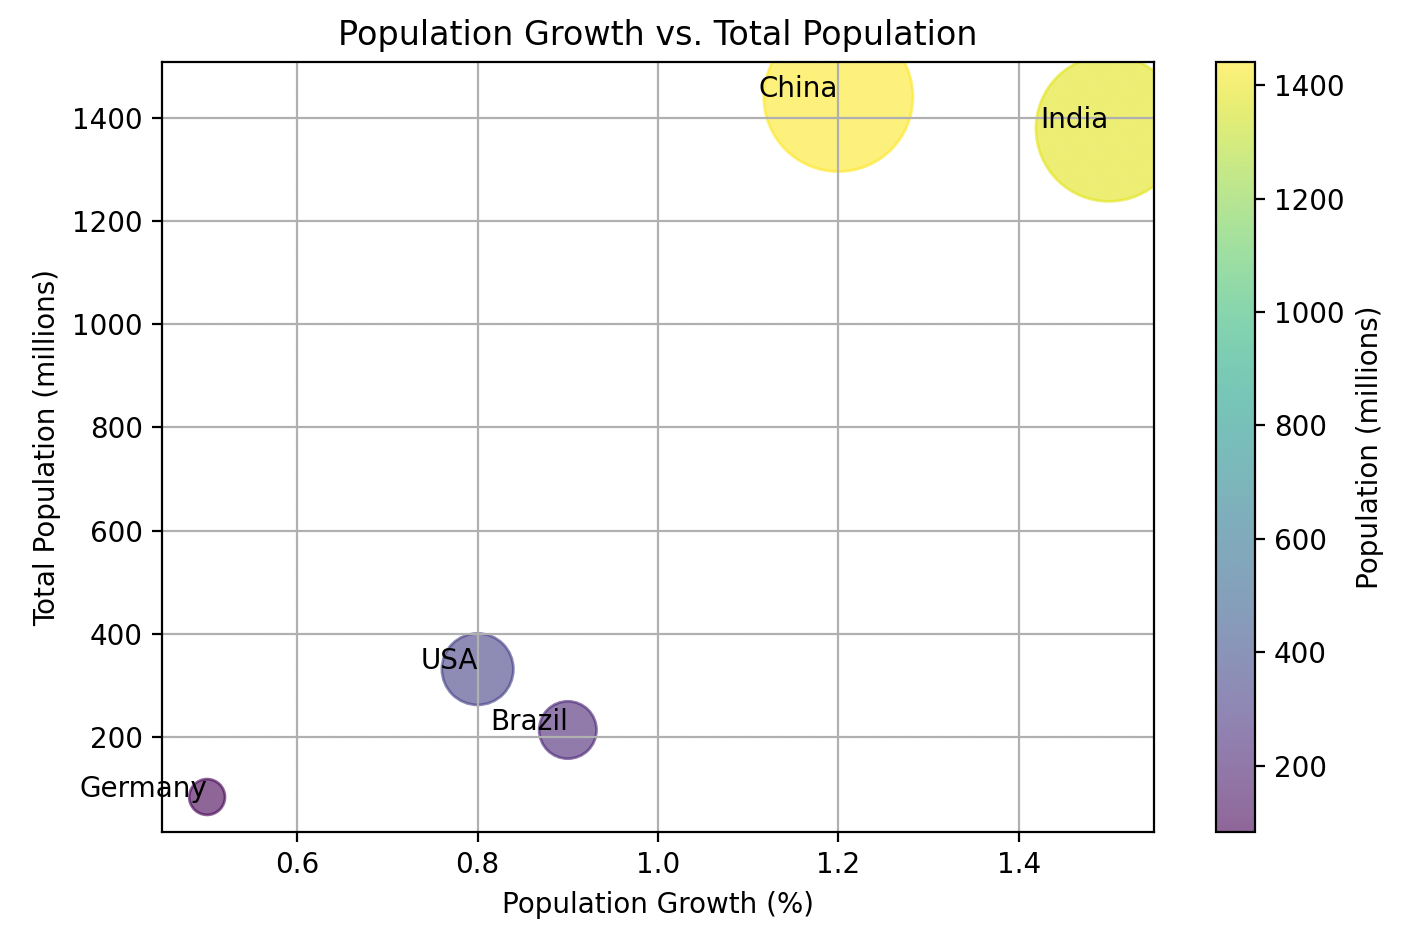 Population Growth vs. Total Population
China
India
USA
Brazil
Germany
1400
1200
1000
800
600
400
200
Total Population (millions)
0.6
0.8
1.0
1.2
1.4
Population Growth (%)
1400
1200
1000
800
600
400
200
Population (millions)